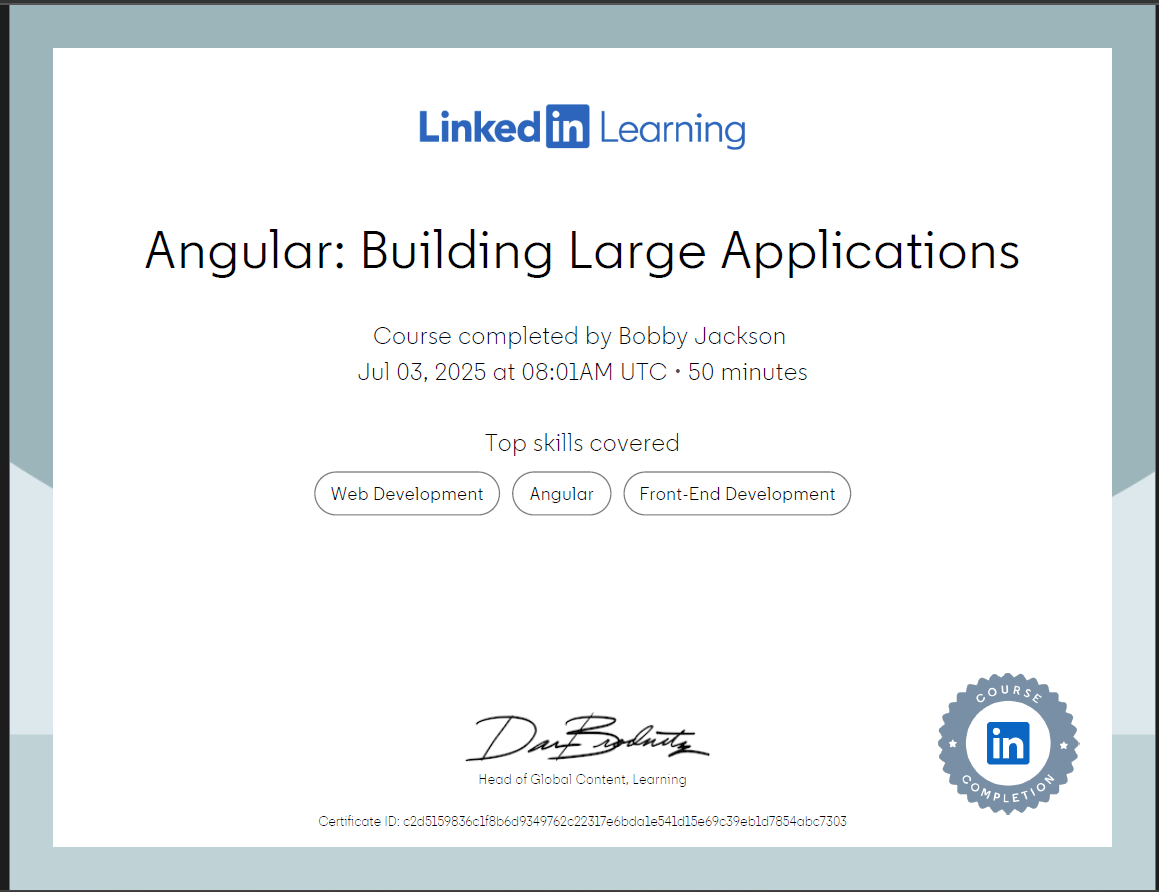 Linked in Learning
Angular: Building Large Applications
Course completed by Bobby Jackson
Jul 03, 2025 at 08:01AM UTC • 50 minutes
Top skills covered
Web Development Angular Front-End Development
Dan Brodnitz
Head of Global Content, Learning
COURSE
in
COMPLETION
Certificate ID: c2d5159836c1f8b6d9349762c22317e6bda1e541d15e69c39eb1d7854abc7303